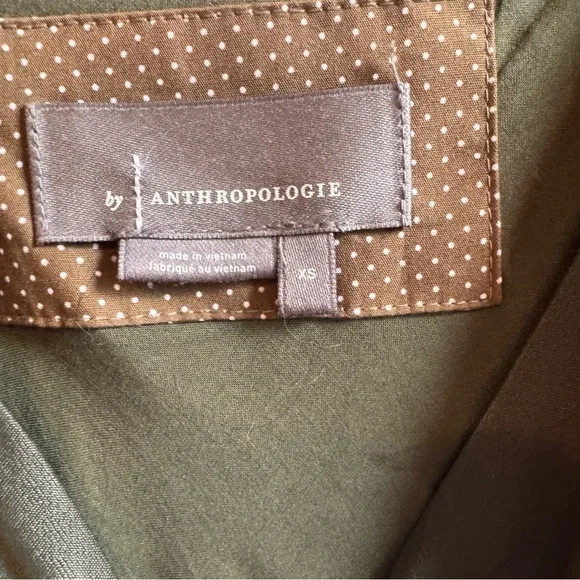 by ANTHROPOLOGIE
made in vietnam
fabriqué au vietnam
XS